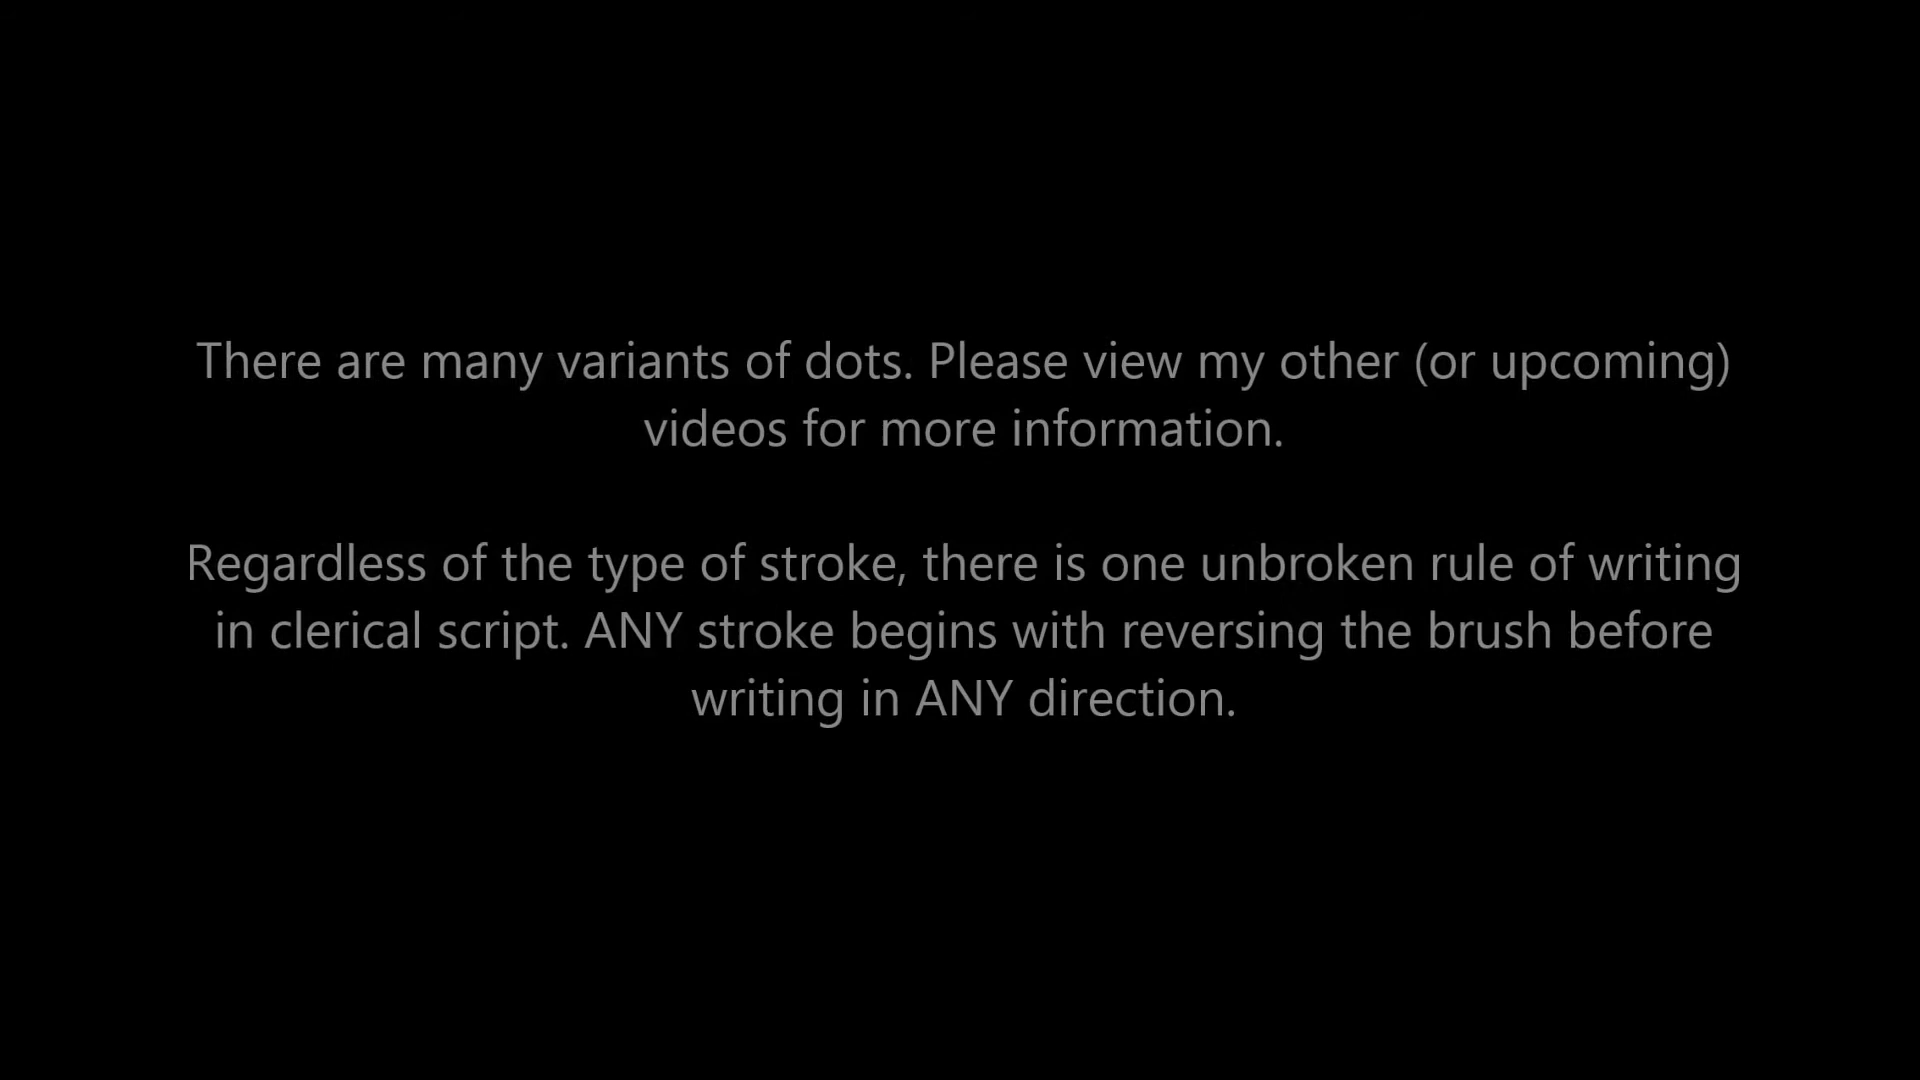 There are many variants of dots. Please view my other (or upcoming)
videos for more information.
Regardless of the type of stroke, there is one unbroken rule of writing
in clerical script. ANY stroke begins with reversing the brush before
writing in ANY direction.